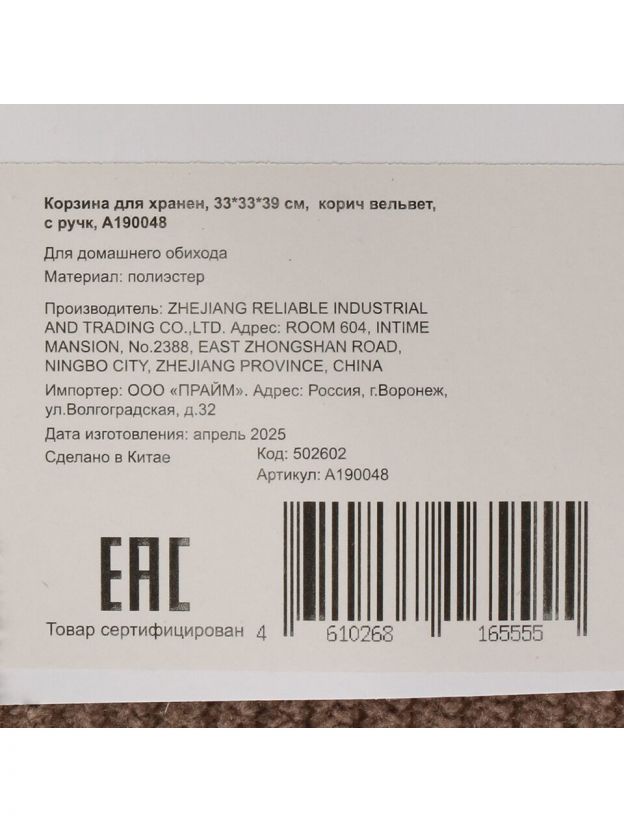 Корзина для хранен, 33*33*39 см, корич вельвет,
с ручк, А190048
Для домашнего обихода
Материал: полиэстер
Производитель: ZHEJIANG RELIABLE INDUSTRIAL
AND TRADING CO.,LTD. Адрес: ROOM 604, INTIME
MANSION, No.2388, EAST ZHONGSHAN ROAD,
NINGBO CITY, ZHEJIANG PROVINCE, CHINA
Импортер: ООО «ПРАЙМ». Адрес: Россия, г.Воронеж,
ул.Волгоградская, д.32
Дата изготовления: апрель 2025
Сделано в Китае
Код: 502602
Артикул: А190048
EAC
Товар сертифицирован
4 610268 165555